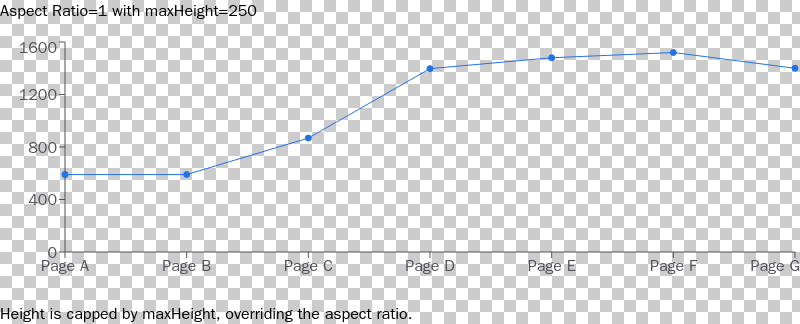 Aspect Ratio=1 with maxHeight=250
1600
1200
800
400
0
Page A Page B Page C Page D Page E Page F Page G
Height is capped by maxHeight, overriding the aspect ratio.